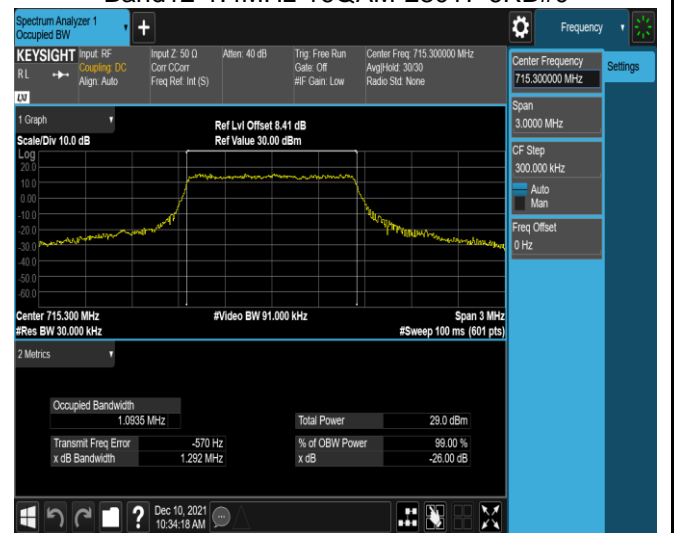 Spectrum Analyzer 1
Occupied BW
Frequency
KEYSIGHT
RL
Input: RF
Coupling: DC
Align: Auto
Input Z: 50 Ω
Corr CCorr
Freq Ref: Int (S)
Atten: 40 dB
Trig: Free Run
Gate: Off
#IF Gain: Low
Center Freq: 715.300000 MHz
Avg|Hold: 30/30
Radio Std: None
LXI
Center Frequency
715.300000 MHz
Settings
Span
3.0000 MHz
CF Step
300.000 kHz
Auto
Man
Freq Offset
0 Hz
1 Graph
Scale/Div 10.0 dB
Ref Lvl Offset 8.41 dB
Ref Value 30.00 dBm
Log
20.0
10.0
0.00
-10.0
-20.0
-30.0
-40.0
-50.0
-60.0
Center 715.300 MHz
#Video BW 91.000 kHz
Span 3 MHz
#Res BW 30.000 kHz
#Sweep 100 ms (601 pts)
2 Metrics
Occupied Bandwidth
1.0935 MHz
Total Power 29.0 dBm
Transmit Freq Error -570 Hz
% of OBW Power 99.00 %
x dB Bandwidth 1.292 MHz
x dB -26.00 dB
Dec 10, 2021
10:34:18 AM